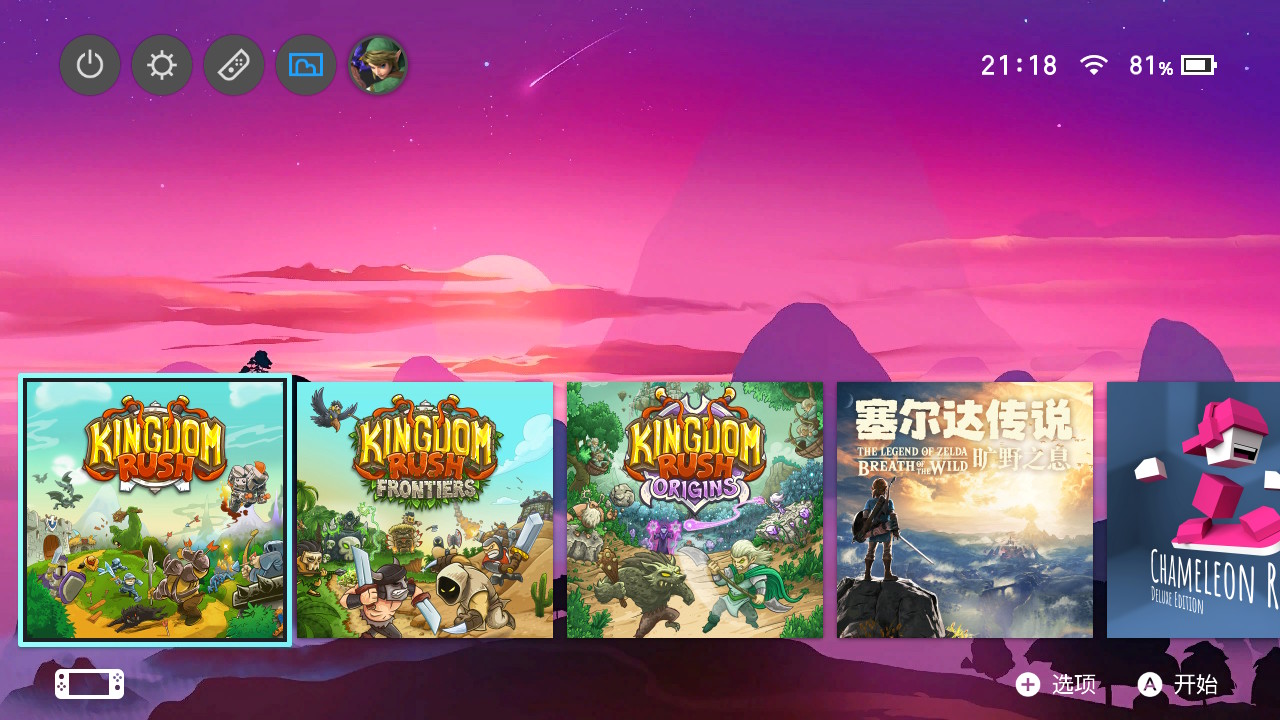 21:18
81%
KINGDOM
RUSH
KINGDOM
RUSH
FRONTIERS
KINGDOM
RUSH
ORIGINS
塞尔达传说
THE LEGEND OF ZELDA
BREATH OF THE WILD
旷野之息
CHAMELEON R
DELUXE EDITION
+ 选项
A 开始